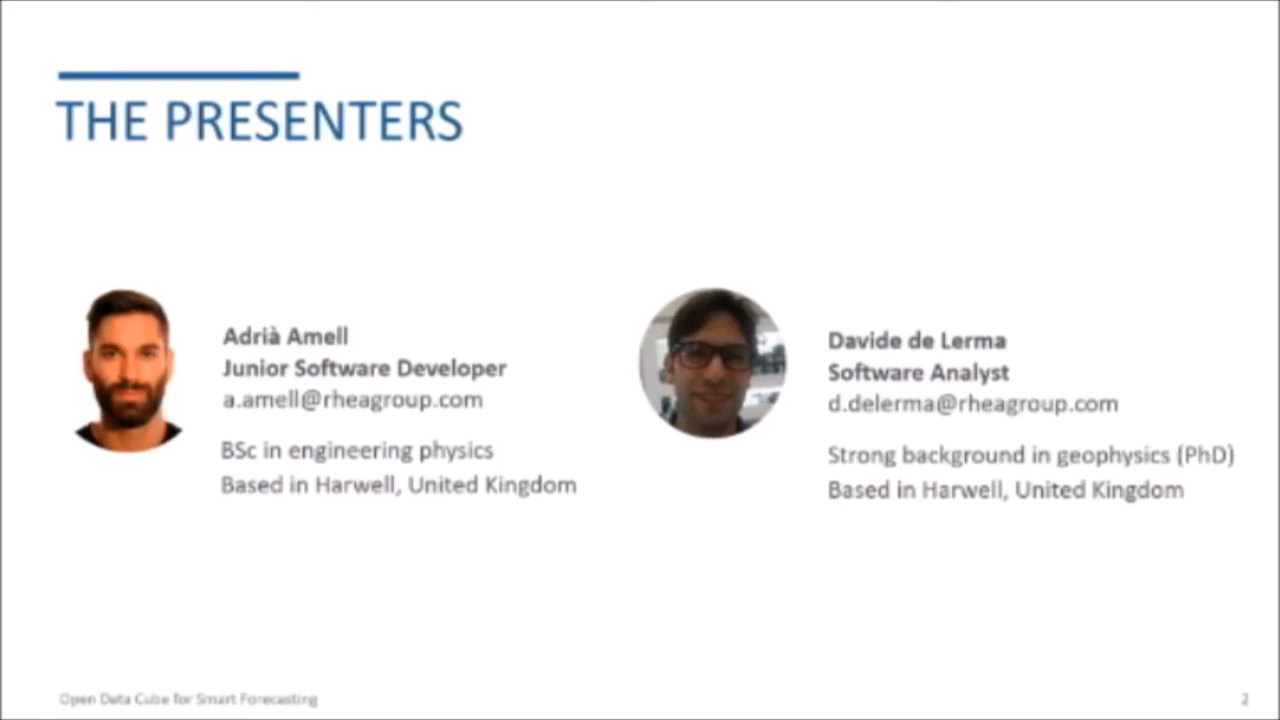 THE PRESENTERS
Adrià Amell
Junior Software Developer
a.amell@rheagroup.com
BSc in engineering physics
Based in Harwell, United Kingdom
Davide de Lerma
Software Analyst
d.delerma@rheagroup.com
Strong background in geophysics (PhD)
Based in Harwell, United Kingdom
Open Data Cube for Smart Forecasting
2